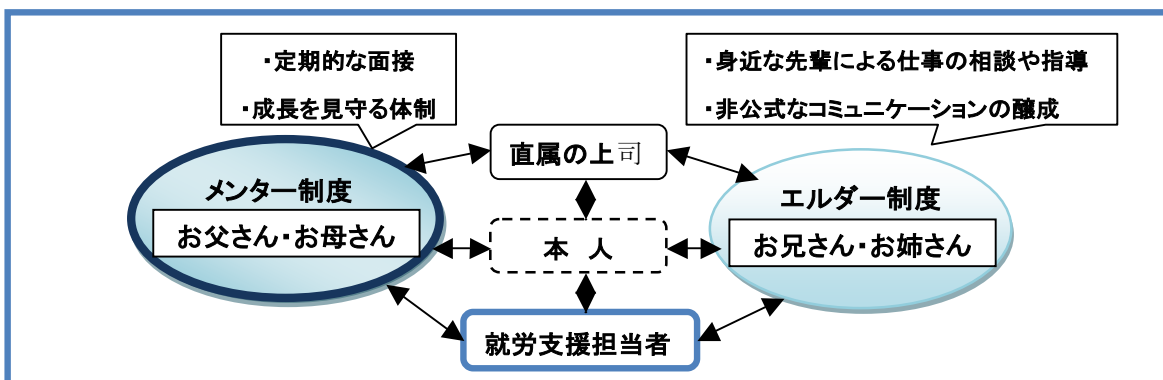 ・定期的な面接
・成長を見守る体制
・身近な先輩による仕事の相談や指導
・非公式なコミュニケーションの醸成
直属の上司
メンター制度
お父さん・お母さん
エルダー制度
お兄さん・お姉さん
本 人
就労支援担当者